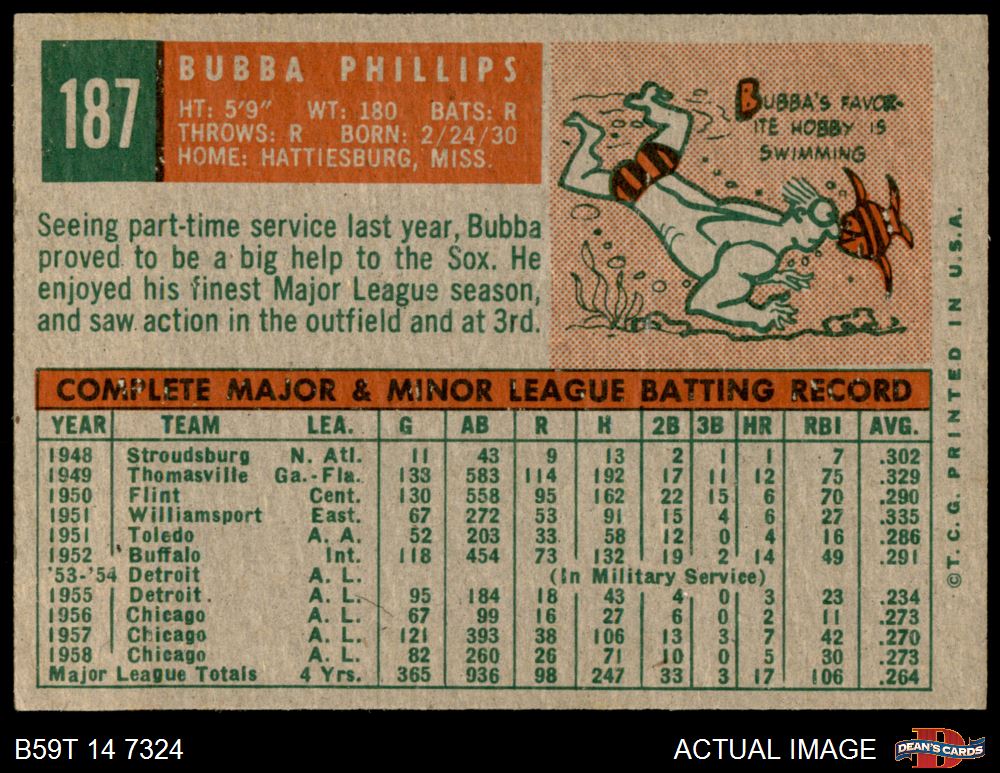 187
BUBBA PHILLIPS
HT: 5'9" WT: 180 BATS: R
THROWS: R BORN: 2/24/30
HOME: HATTIESBURG, MISS.
BUBBA'S FAVOR-
ITE HOBBY IS
SWIMMING
Seeing part-time service last year, Bubba
proved to be a big help to the Sox. He
enjoyed his finest Major League season,
and saw action in the outfield and at 3rd.
COMPLETE MAJOR & MINOR LEAGUE BATTING RECORD
YEAR TEAM LEA. G AB R H 2B 3B HR RBI AVG.
1948 Stroudsburg N. Atl. 11 43 9 13 2 1 1 7 .302
1949 Thomasville Ga.-Fla. 133 583 114 192 17 11 12 75 .329
1950 Flint Cent. 130 558 95 162 22 15 6 70 .290
1951 Williamsport East. 67 272 53 91 15 4 6 27 .335
1951 Toledo A. A. 52 203 33 58 12 0 4 16 .286
1952 Buffalo Int. 118 454 73 132 19 2 14 49 .291
'53-'54 Detroit A. L. (In Military Service)
1955 Detroit. A. L. 95 184 18 43 4 0 3 23 .234
1956 Chicago A. L. 67 99 16 27 6 0 2 11 .273
1957 Chicago A. L. 121 393 38 106 13 3 7 42 .270
1958 Chicago A. L. 82 260 26 71 10 0 5 30 .273
Major League Totals 4 Yrs. 365 936 98 247 33 3 17 106 .264
©T.C.G. PRINTED IN U.S.A.
B59T 14 7324
ACTUAL IMAGE
D
DEAN'S CARDS